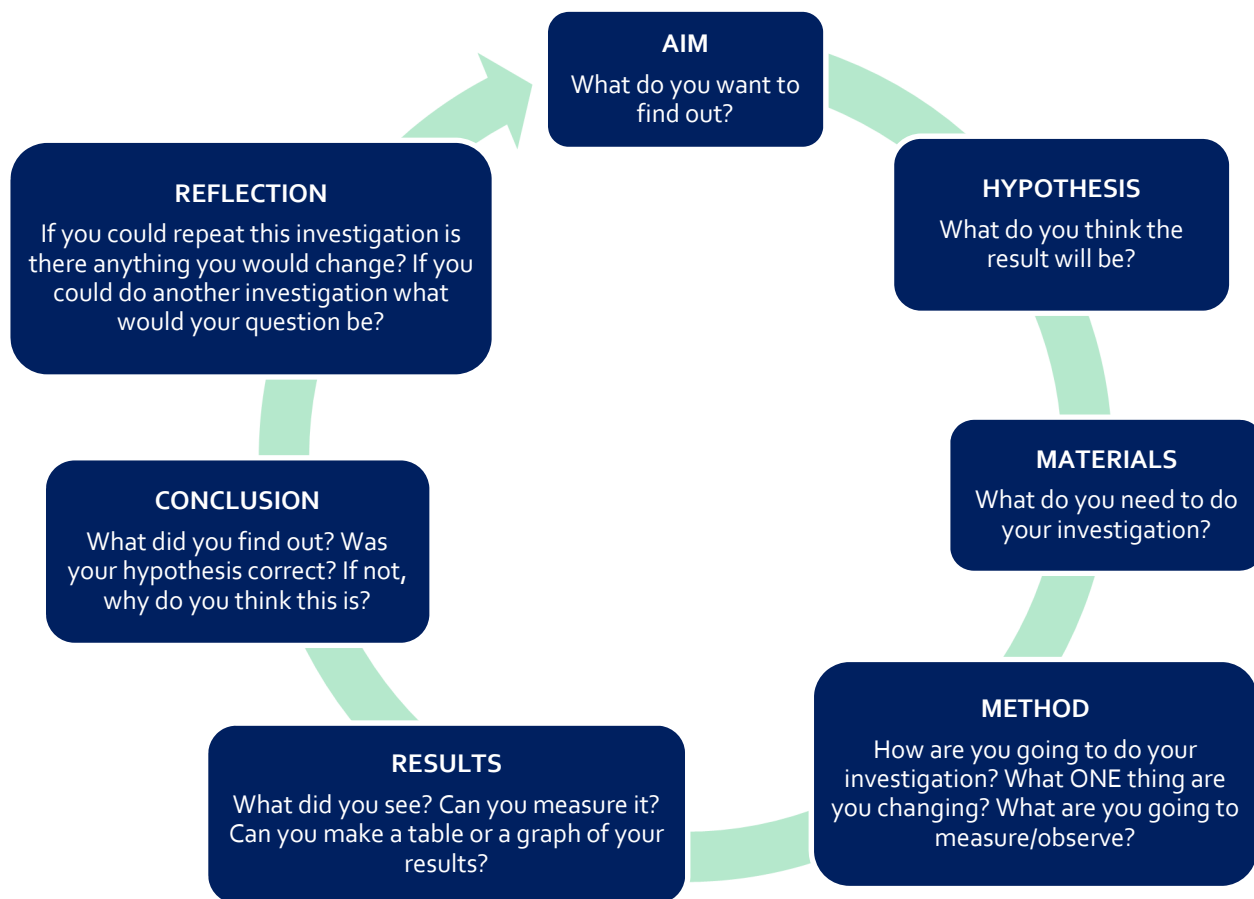 AIM
What do you want to
find out?
HYPOTHESIS
What do you think the
result will be?
MATERIALS
What do you need to do
your investigation?
METHOD
How are you going to do your
investigation? What ONE thing are
you changing? What are you going to
measure/observe?
RESULTS
What did you see? Can you measure it?
Can you make a table or a graph of your
results?
CONCLUSION
What did you find out? Was
your hypothesis correct? If not,
why do you think this is?
REFLECTION
If you could repeat this investigation is
there anything you would change? If you
could do another investigation what
would your question be?